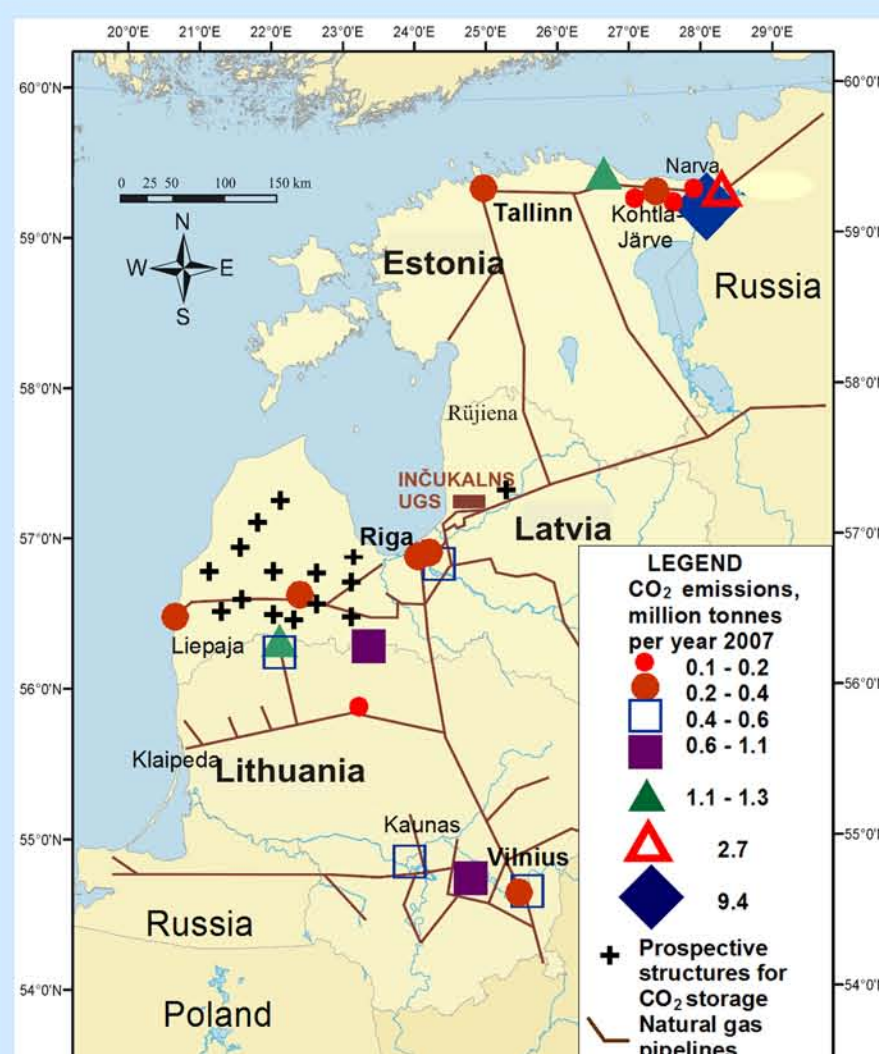 20°0'E 21°0'E 22°0'E 23°0'E 24°0'E 25°0'E 26°0'E 27°0'E 28°0'E 29°0'E
60°0'N 60°0'N
Narva
0 25 50 100 150 km
Tallinn
Kohtla-
Järve
N
W E
S
59°0'N 59°0'N
Estonia
Russia
58°0'N 58°0'N
Rüjiena
INČUKALNS
UGS
57°0'N 57°0'N
Riga
Latvia
Liepaja
56°0'N 56°0'N
Klaipeda
Lithuania
Kaunas
55°0'N 55°0'N
Vilnius
Russia
54°0'N 54°0'N
Poland
LEGEND
CO₂ emissions,
million tonnes
per year 2007
0.1 - 0.2
0.2 - 0.4
0.4 - 0.6
0.6 - 1.1
1.1 - 1.3
2.7
9.4
Prospective
structures for
CO₂ storage
Natural gas
pipelines